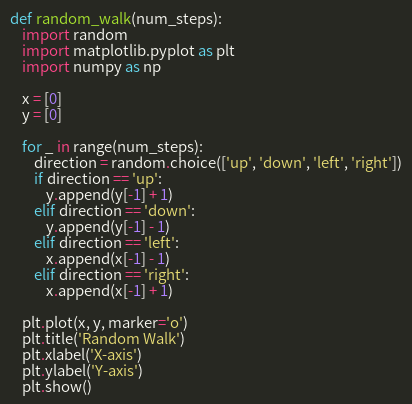 def random_walk(num_steps):
    import random
    import matplotlib.pyplot as plt
    import numpy as np

    x = [0]
    y = [0]

    for _ in range(num_steps):
        direction = random.choice(['up', 'down', 'left', 'right'])
        if direction == 'up':
            y.append(y[-1] + 1)
        elif direction == 'down':
            y.append(y[-1] - 1)
        elif direction == 'left':
            x.append(x[-1] - 1)
        elif direction == 'right':
            x.append(x[-1] + 1)

    plt.plot(x, y, marker='o')
    plt.title('Random Walk')
    plt.xlabel('X-axis')
    plt.ylabel('Y-axis')
    plt.show()